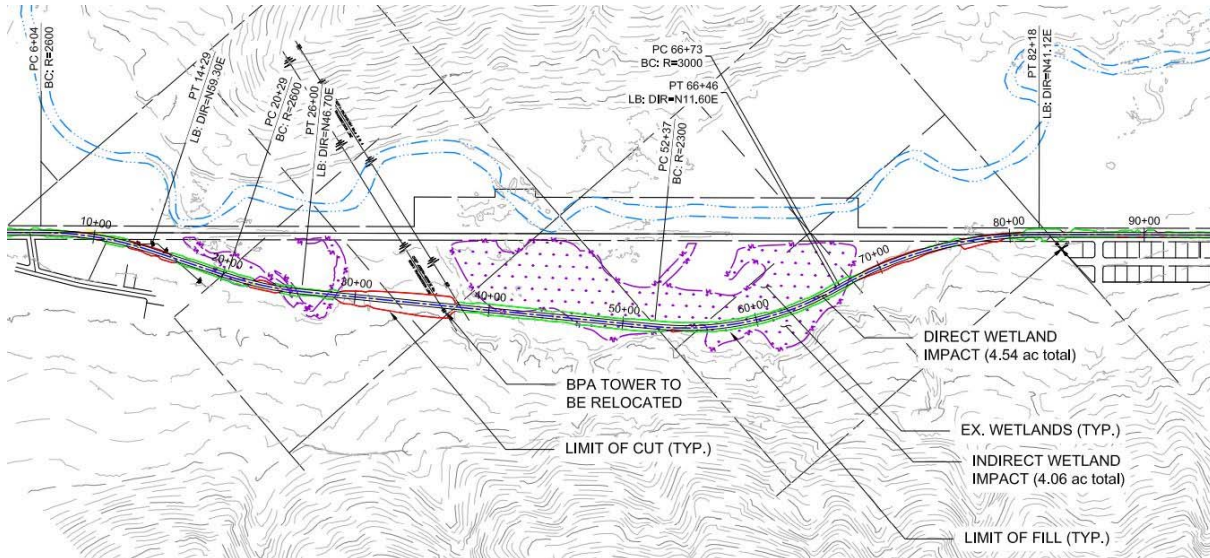 PC 6+04
BC: R=2600
PT 14+29
LB: DIR=N59.30E
PC 20+29
BC: R=2600
PT 26+00
LB: DIR=N46.70E
PC 66+73
BC: R=3000
PT 66+46
LB: DIR=N11.60E
PC 52+37
BC: R=2300
PT 82+18
LB: DIR=N41.12E
10+00
20+00
30+00
40+00
50+00
60+00
70+00
80+00
90+00
DIRECT WETLAND
IMPACT (4.54 ac total)
BPA TOWER TO
BE RELOCATED
EX. WETLANDS (TYP.)
LIMIT OF CUT (TYP.)
INDIRECT WETLAND
IMPACT (4.06 ac total)
LIMIT OF FILL (TYP.)